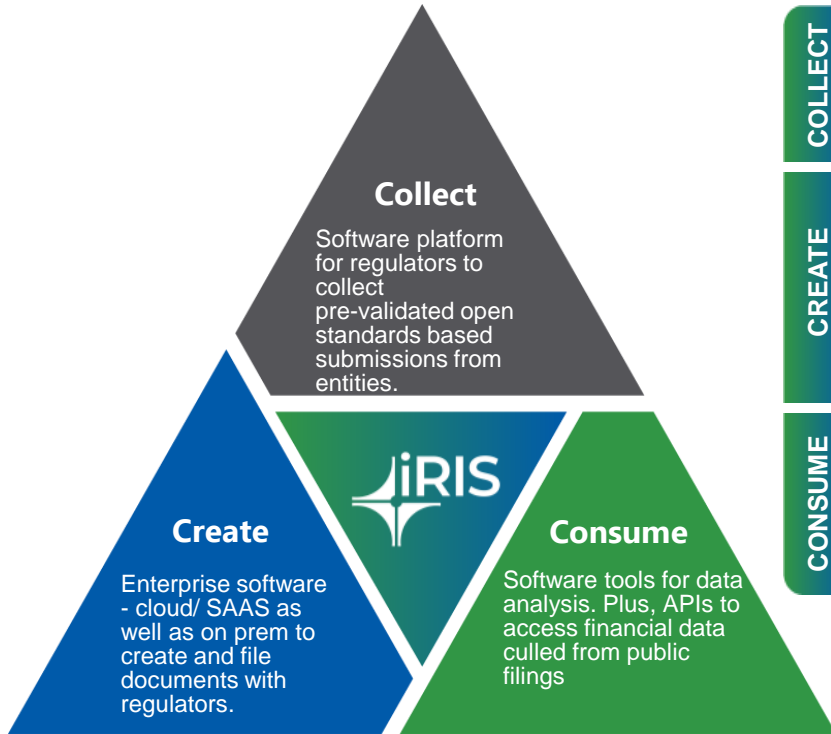 Collect
Software platform
for regulators to
collect
pre-validated open
standards based
submissions from
entities.
iRIS
Create
Enterprise software
- cloud/ SAAS as
well as on prem to
create and file
documents with
regulators.
Consume
Software tools for data
analysis. Plus, APIs to
access financial data
culled from public
filings
COLLECT
CREATE
CONSUME